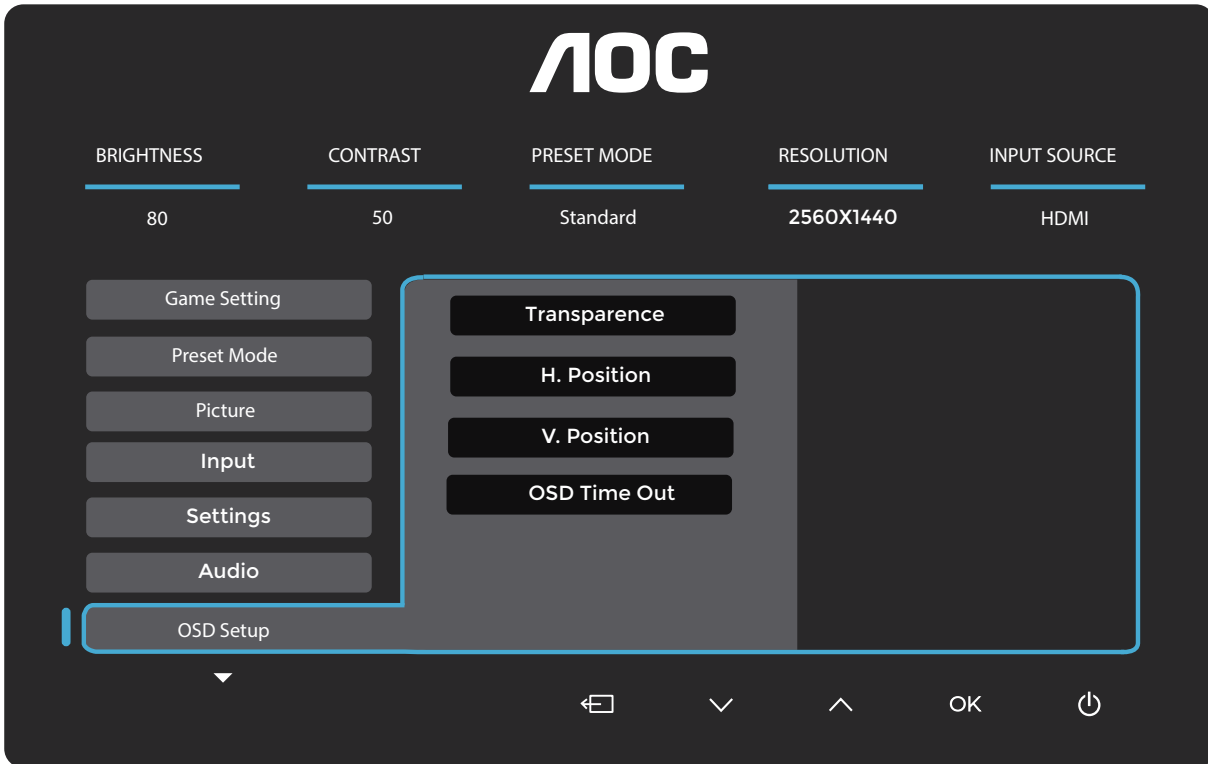 AOC
BRIGHTNESS CONTRAST PRESET MODE RESOLUTION INPUT SOURCE
80 50 Standard 2560X1440 HDMI
Game Setting
Transparence
Preset Mode
H. Position
Picture
V. Position
Input
OSD Time Out
Settings
Audio
OSD Setup
OK